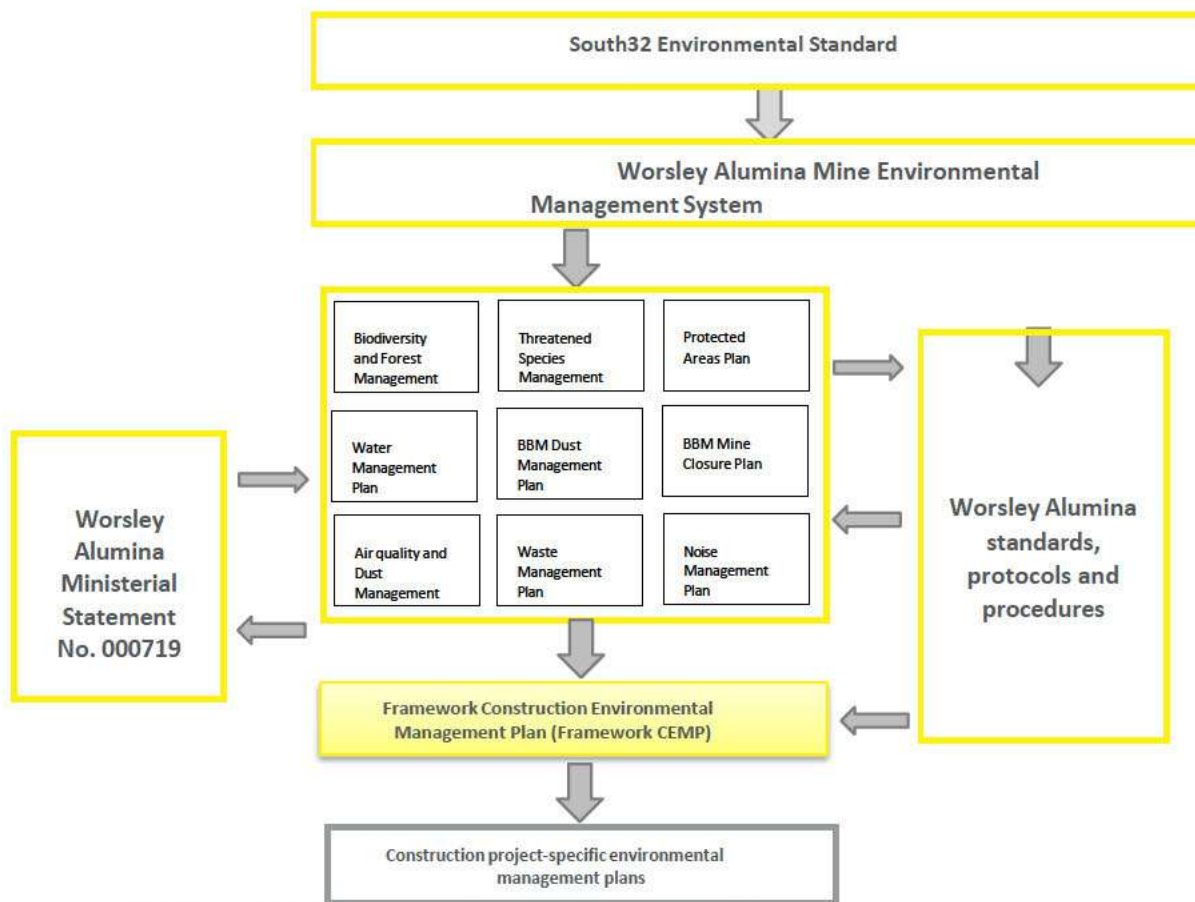 South32 Environmental Standard
Worsley Alumina Mine Environmental
Management System
Biodiversity
and Forest
Management
Threatened
Species
Management
Protected
Areas Plan
Water
Management
Plan
BBM Dust
Management
Plan
BBM Mine
Closure Plan
Air quality and
Dust
Management
Waste
Management
Plan
Noise
Management
Plan
Worsley
Alumina
Ministerial
Statement
No. 000719
Worsley Alumina
standards,
protocols and
procedures
Framework Construction Environmental
Management Plan (Framework CEMP)
Construction project-specific environmental
management plans